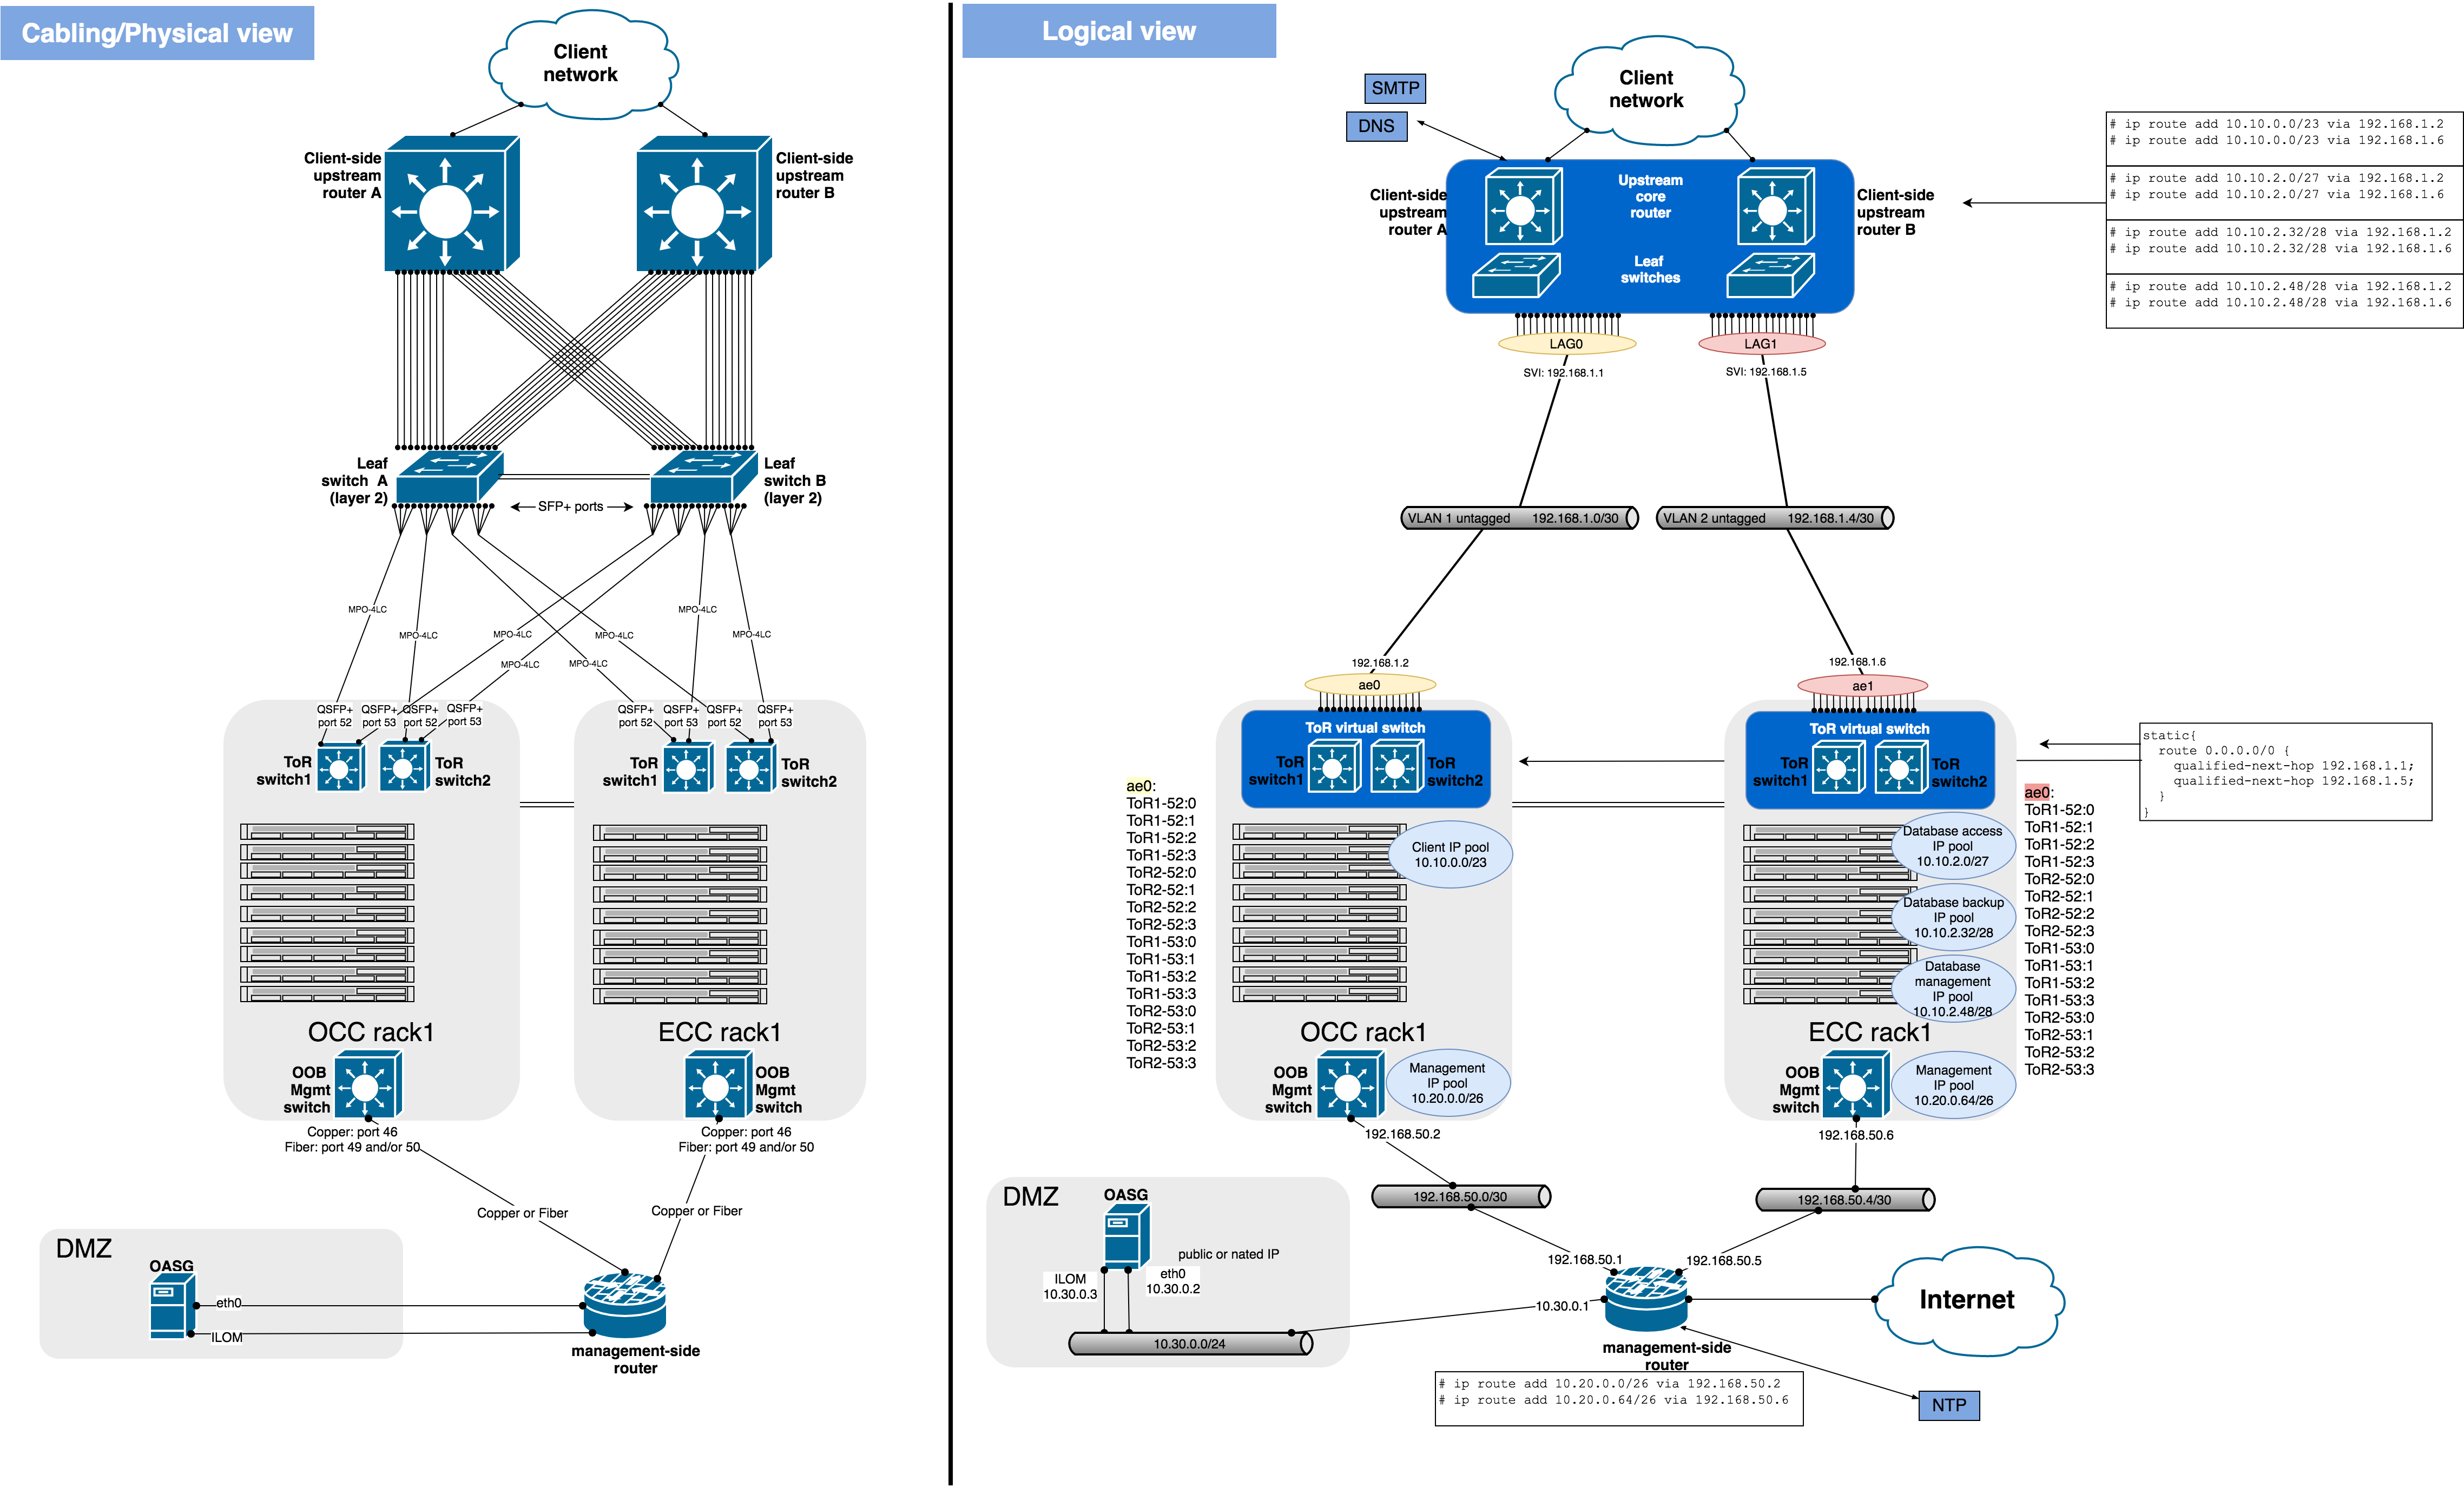 Cabling/Physical view
Client
network
Client-side
upstream
router A
Client-side
upstream
router B
Leaf
switch A
(layer 2)
Leaf
switch B
(layer 2)
SFP+ ports
MPO-4LC
MPO-4LC
MPO-4LC
MPO-4LC
MPO-4LC
MPO-4LC
MPO-4LC
MPO-4LC
QSFP+
port 52
QSFP+
port 53
QSFP+
port 52
QSFP+
port 53
QSFP+
port 52
QSFP+
port 53
QSFP+
port 52
QSFP+
port 53
ToR
switch1
ToR
switch2
ToR
switch1
ToR
switch2
OCC rack1
ECC rack1
OOB
Mgmt
switch
OOB
Mgmt
switch
Copper: port 46
Fiber: port 49 and/or 50
Copper: port 46
Fiber: port 49 and/or 50
Copper or Fiber
Copper or Fiber
DMZ
OASG
eth0
ILOM
management-side
router
Logical view
Client
network
SMTP
DNS
Client-side
upstream
router A
Upstream
core
router
Client-side
upstream
router B
Leaf
switches
# ip route add 10.10.0.0/23 via 192.168.1.2
# ip route add 10.10.0.0/23 via 192.168.1.6
# ip route add 10.10.2.0/27 via 192.168.1.2
# ip route add 10.10.2.0/27 via 192.168.1.6
# ip route add 10.10.2.32/28 via 192.168.1.2
# ip route add 10.10.2.32/28 via 192.168.1.6
# ip route add 10.10.2.48/28 via 192.168.1.2
# ip route add 10.10.2.48/28 via 192.168.1.6
LAG0
LAG1
SVI: 192.168.1.1
SVI: 192.168.1.5
VLAN 1 untagged 192.168.1.0/30
VLAN 2 untagged 192.168.1.4/30
192.168.1.2
192.168.1.6
ae0
ae1
ToR virtual switch
ToR
switch1
ToR
switch2
ToR virtual switch
ToR
switch1
ToR
switch2
static{
route 0.0.0.0/0 {
qualified-next-hop 192.168.1.1;
qualified-next-hop 192.168.1.5;
}
}
ae0:
ToR1-52:0
ToR1-52:1
ToR1-52:2
ToR1-52:3
ToR2-52:0
ToR2-52:1
ToR2-52:2
ToR2-52:3
ToR1-53:0
ToR1-53:1
ToR1-53:2
ToR1-53:3
ToR2-53:0
ToR2-53:1
ToR2-53:2
ToR2-53:3
Client IP pool
10.10.0.0/23
Database access
IP pool
10.10.2.0/27
Database backup
IP pool
10.10.2.32/28
Database
management
IP pool
10.10.2.48/28
ae0:
ToR1-52:0
ToR1-52:1
ToR1-52:2
ToR1-52:3
ToR2-52:0
ToR2-52:1
ToR2-52:2
ToR2-52:3
ToR1-53:0
ToR1-53:1
ToR1-53:2
ToR1-53:3
ToR2-53:0
ToR2-53:1
ToR2-53:2
ToR2-53:3
OCC rack1
ECC rack1
OOB
Mgmt
switch
Management
IP pool
10.20.0.0/26
OOB
Mgmt
switch
Management
IP pool
10.20.0.64/26
192.168.50.2
192.168.50.6
192.168.50.0/30
192.168.50.4/30
DMZ
OASG
public or nated IP
ILOM
10.30.0.3
eth0
10.30.0.2
10.30.0.0/24
192.168.50.1
192.168.50.5
10.30.0.1
Internet
management-side
router
# ip route add 10.20.0.0/26 via 192.168.50.2
# ip route add 10.20.0.64/26 via 192.168.50.6
NTP